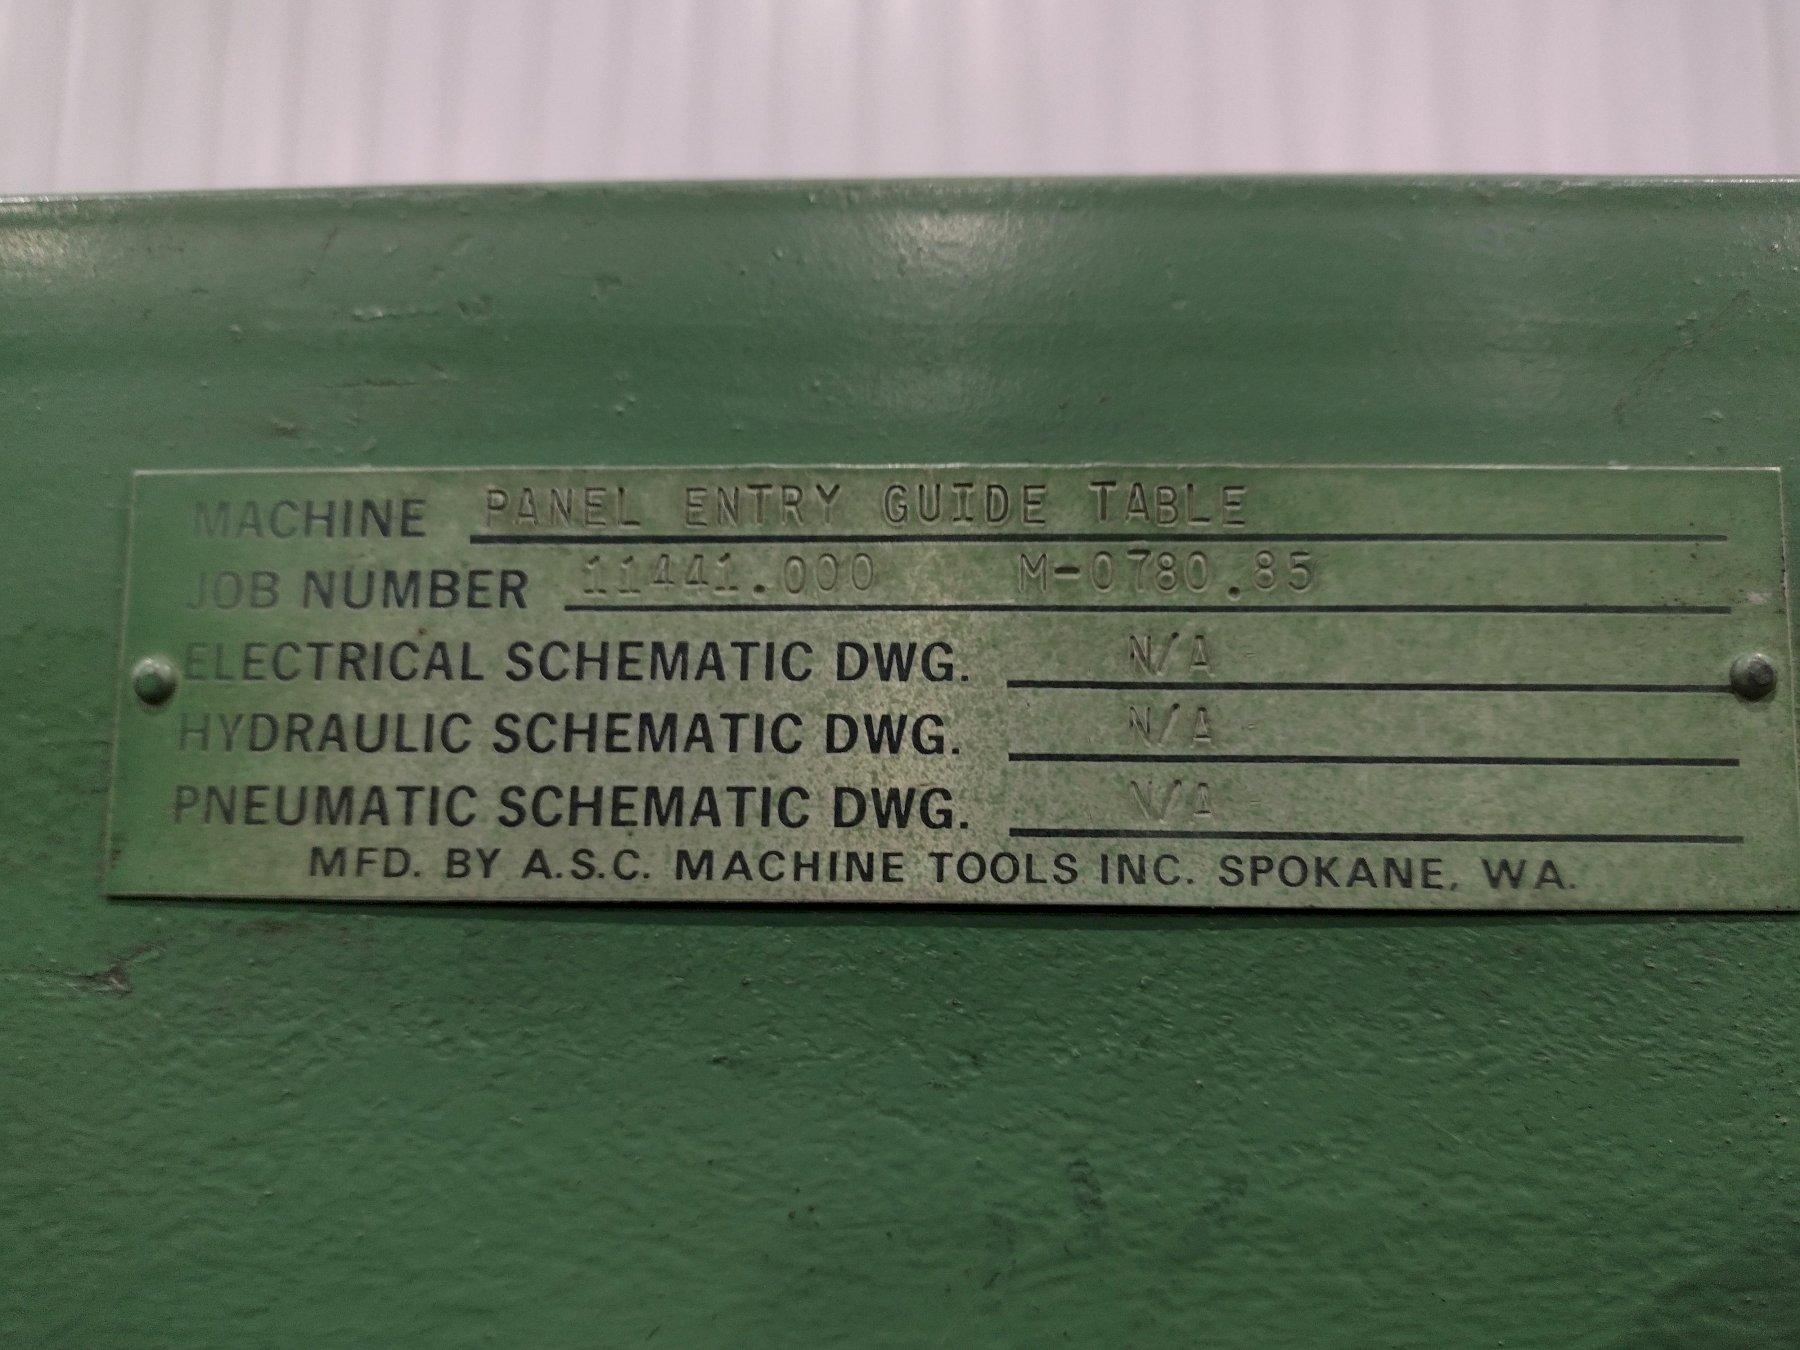 MACHINE PANEL ENTRY GUIDE TABLE
JOB NUMBER 11441.000 M-0780.85
ELECTRICAL SCHEMATIC DWG. N/A
HYDRAULIC SCHEMATIC DWG. N/A
PNEUMATIC SCHEMATIC DWG. N/A
MFD. BY A.S.C. MACHINE TOOLS INC. SPOKANE, WA.